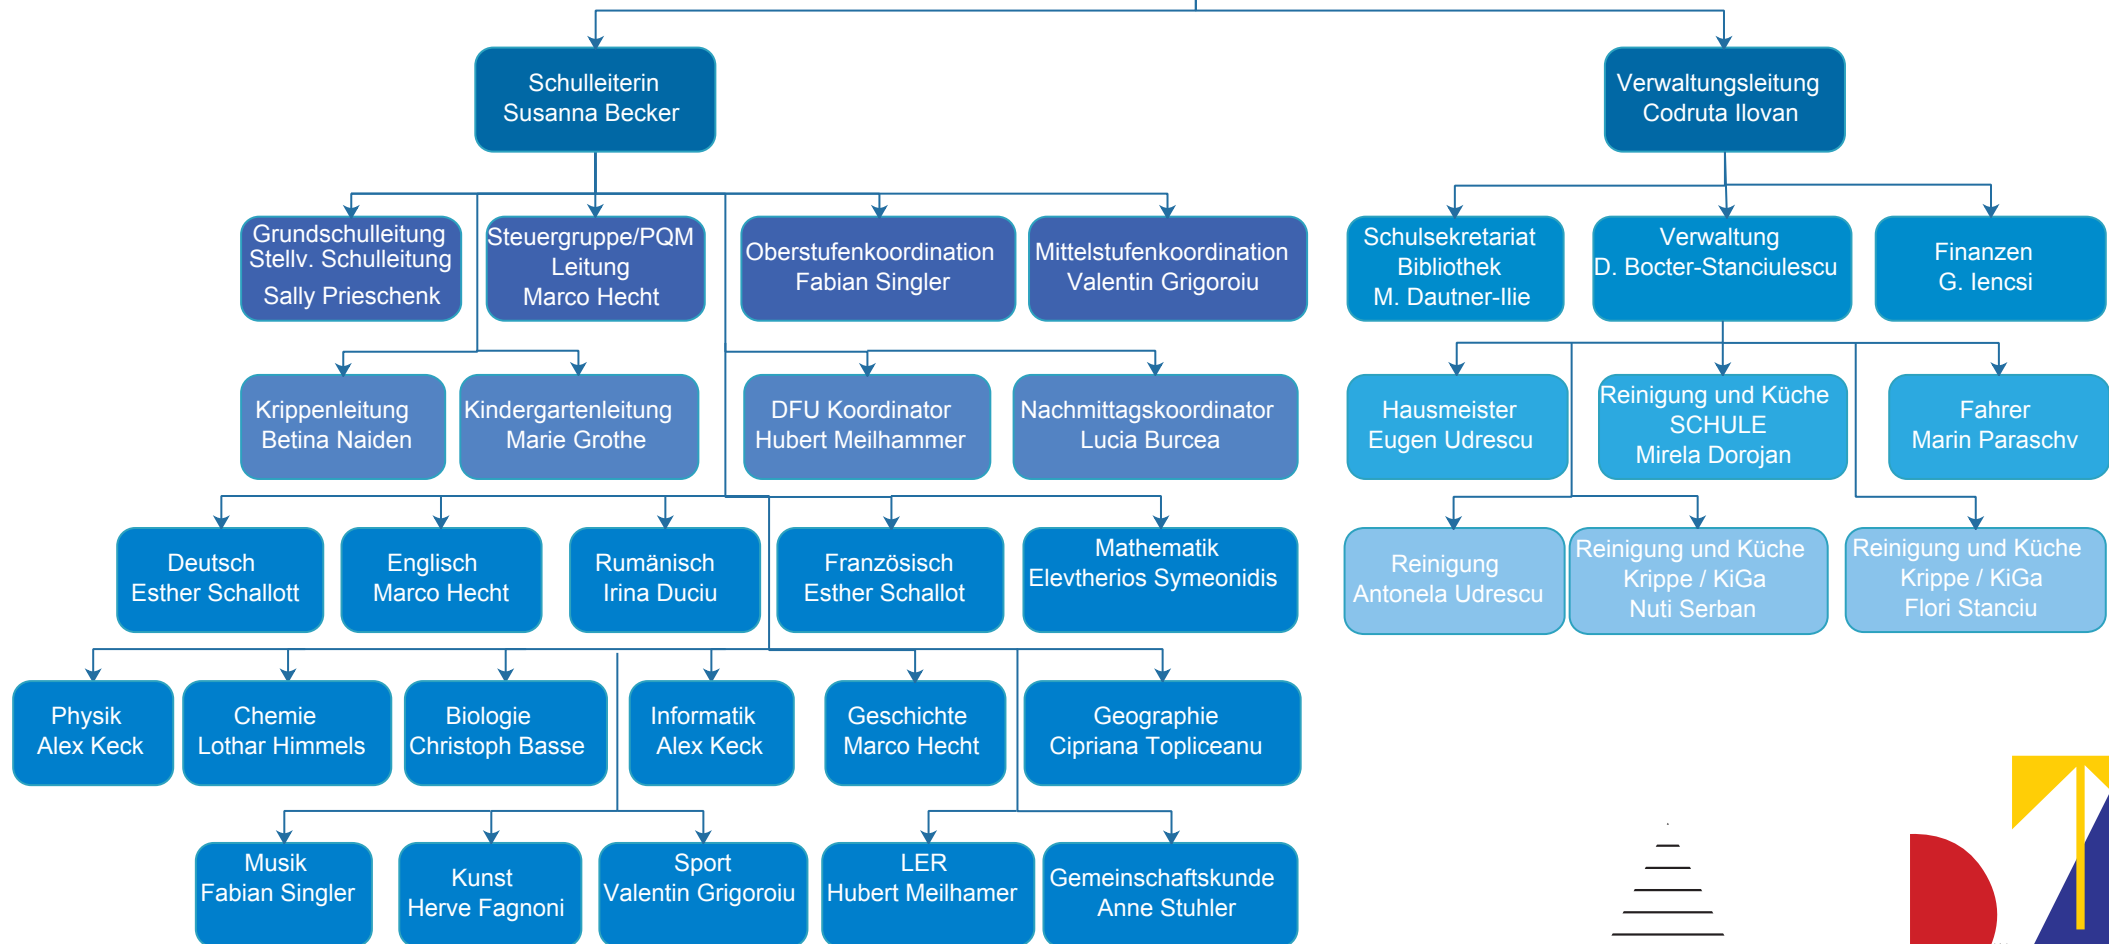 Schulleiterin
Susanna Becker
Verwaltungsleitung
Codruta Ilovan
Grundschulleitung
Stellv. Schulleitung
Sally Prieschenk
Steuergruppe/PQM
Leitung
Marco Hecht
Oberstufenkoordination
Fabian Singler
Mittelstufenkoordination
Valentin Grigoroiu
Schulsekretariat
Bibliothek
M. Dautner-Ilie
Verwaltung
D. Bocter-Stanciulescu
Finanzen
G. Iencsi
Krippenleitung
Betina Naiden
Kindergartenleitung
Marie Grothe
DFU Koordinator
Hubert Meilhammer
Nachmittagskoordinator
Lucia Burcea
Hausmeister
Eugen Udrescu
Reinigung und Küche
SCHULE
Mirela Dorojan
Fahrer
Marin Paraschv
Deutsch
Esther Schallott
Englisch
Marco Hecht
Rumänisch
Irina Duciu
Französisch
Esther Schallot
Mathematik
Elevtherios Symeonidis
Reinigung
Antonela Udrescu
Reinigung und Küche
Krippe / KiGa
Nuti Serban
Reinigung und Küche
Krippe / KiGa
Flori Stanciu
Physik
Alex Keck
Chemie
Lothar Himmels
Biologie
Christoph Basse
Informatik
Alex Keck
Geschichte
Marco Hecht
Geographie
Cipriana Topliceanu
Musik
Fabian Singler
Kunst
Herve Fagnoni
Sport
Valentin Grigoroiu
LER
Hubert Meilhamer
Gemeinschaftskunde
Anne Stuhler